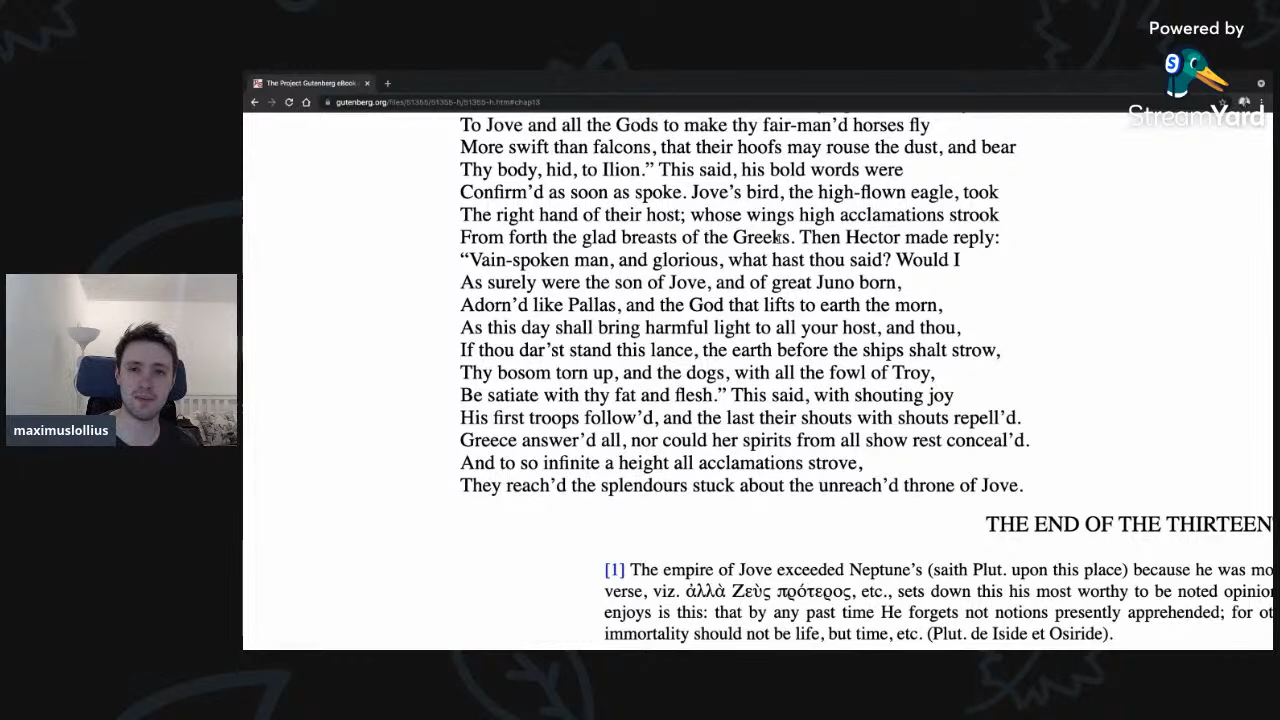 Powered by
S
StreamYard
The Project Gutenberg eBook
gutenberg.org/files/51355/51355-h/51355-h.htm#chap13
To Jove and all the Gods to make thy fair-man’d horses fly
More swift than falcons, that their hoofs may rouse the dust, and bear
Thy body, hid, to Ilion.” This said, his bold words were
Confirm’d as soon as spoke. Jove’s bird, the high-flown eagle, took
The right hand of their host; whose wings high acclamations strook
From forth the glad breasts of the Greeks. Then Hector made reply:
“Vain-spoken man, and glorious, what hast thou said? Would I
As surely were the son of Jove, and of great Juno born,
Adorn’d like Pallas, and the God that lifts to earth the morn,
As this day shall bring harmful light to all your host, and thou,
If thou dar’st stand this lance, the earth before the ships shalt strow,
Thy bosom torn up, and the dogs, with all the fowl of Troy,
Be satiate with thy fat and flesh.” This said, with shouting joy
His first troops follow’d, and the last their shouts with shouts repell’d.
Greece answer’d all, nor could her spirits from all show rest conceal’d.
And to so infinite a height all acclamations strove,
They reach’d the splendours stuck about the unreach’d throne of Jove.
THE END OF THE THIRTEEN
[1] The empire of Jove exceeded Neptune’s (saith Plut. upon this place) because he was mo
verse, viz. ἀλλὰ Ζεὺς πρότερος, etc., sets down this his most worthy to be noted opinio
enjoys is this: that by any past time He forgets not notions presently apprehended; for ot
immortality should not be life, but time, etc. (Plut. de Iside et Osiride).
maximuslollius